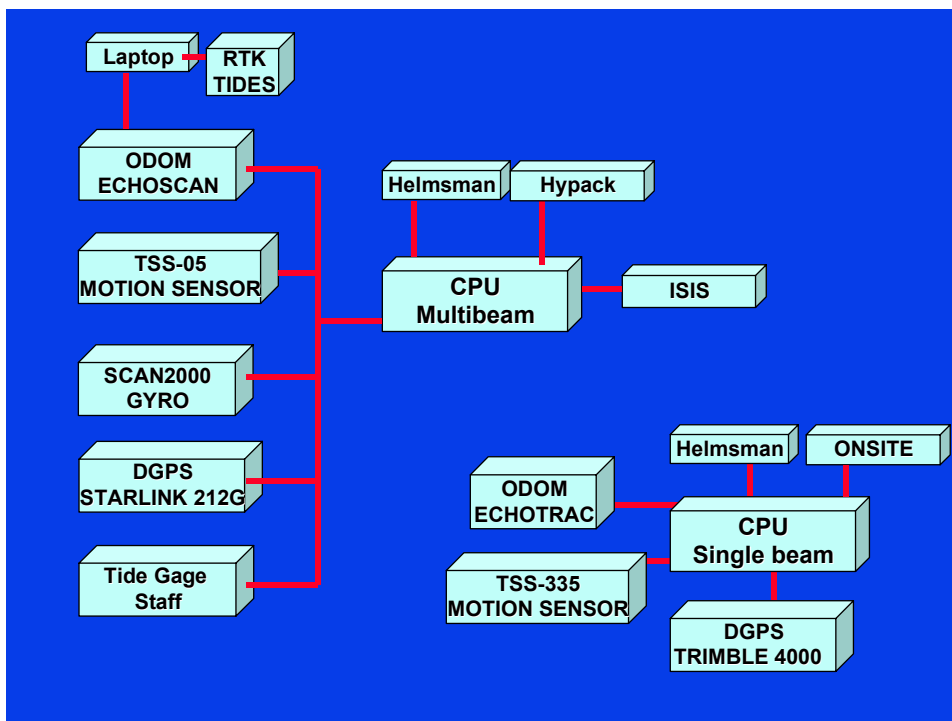 Laptop
RTK
TIDES
ODOM
ECHOSCAN
TSS-05
MOTION SENSOR
SCAN2000
GYRO
DGPS
STARLINK 212G
Tide Gage
Staff
Helmsman
Hypack
CPU
Multibeam
ISIS
Helmsman
ONSITE
ODOM
ECHOTRAC
CPU
Single beam
TSS-335
MOTION SENSOR
DGPS
TRIMBLE 4000